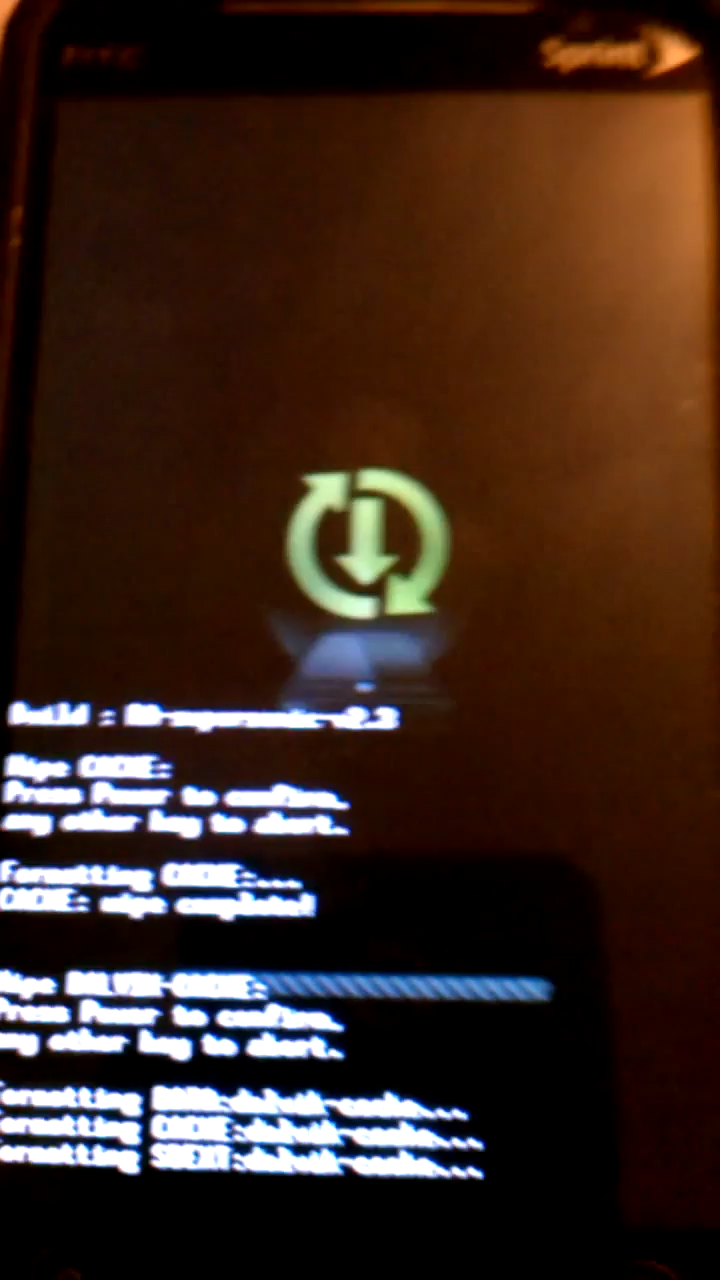 HTC Sprint
Build : RA-supersonic-v2.3
Wipe CACHE:
Press Power to confirm,
any other key to abort..
Formatting CACHE:...
CACHE: wipe complete!
Wipe DALVIK-CACHE:
Press Power to confirm,
any other key to abort..
Formatting DATA:dalvik-cache...
Formatting CACHE:dalvik-cache...
Formatting SDEXT:dalvik-cache...